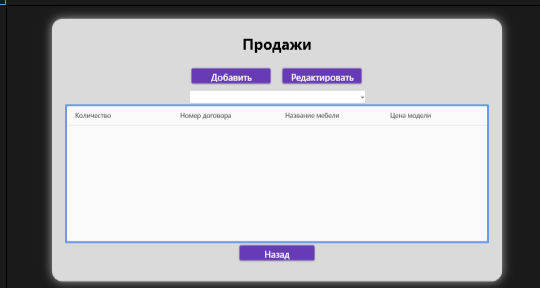 Продажи
Добавить Редактировать
Количество Номер договора Название мебели Цена модели
Назад